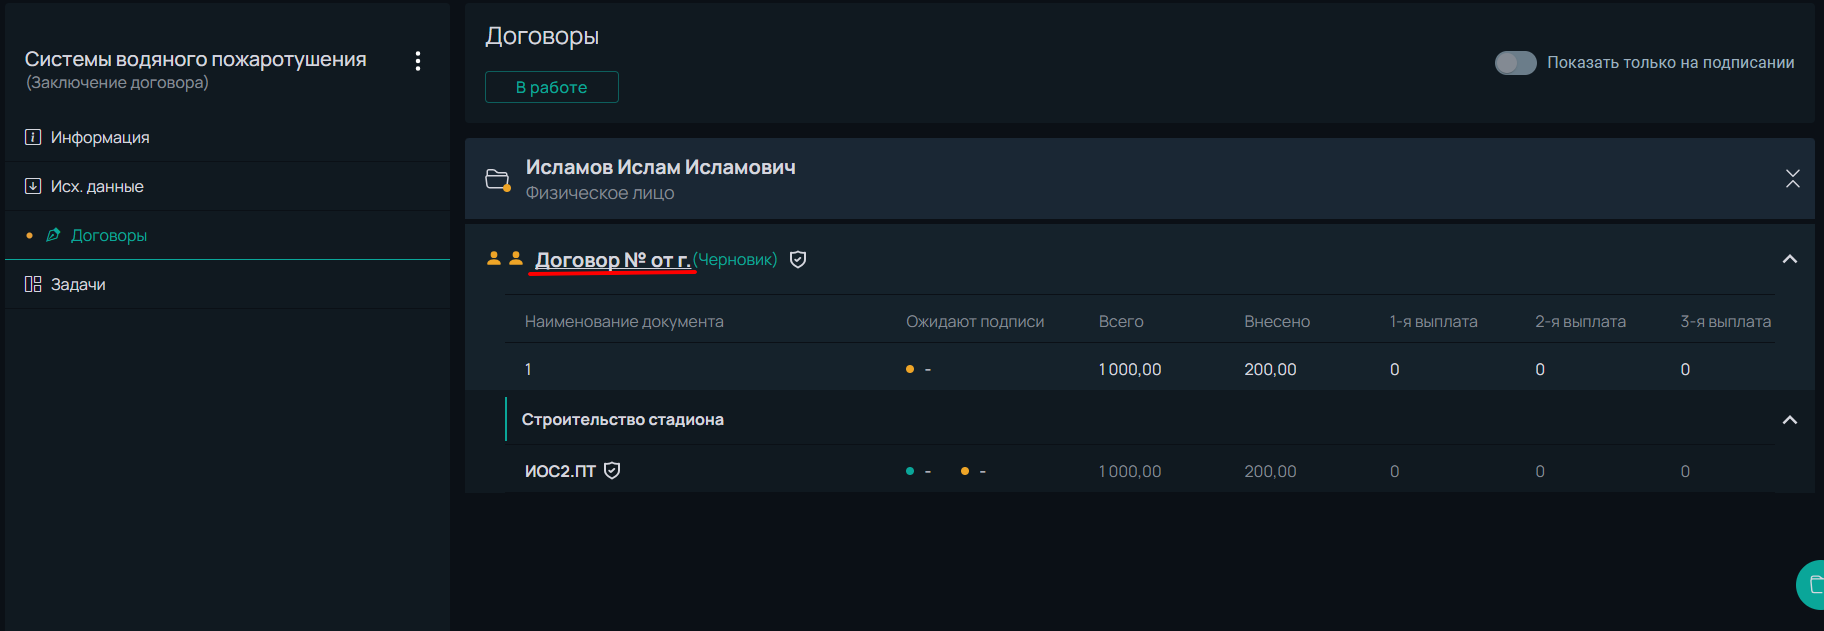 Системы водяного пожаротушения
(Заключение договора)
Информация
Исх. данные
Договоры
Задачи
Договоры
В работе
Показать только на подписании
Исламов Ислам Исламович
Физическое лицо
Договор № от г. (Черновик)
Наименование документа Ожидают подписи Всего Внесено 1-я выплата 2-я выплата 3-я выплата
1 - 1 000,00 200,00 0 0 0
Строительство стадиона
ИОС2.ПТ - - 1 000,00 200,00 0 0 0